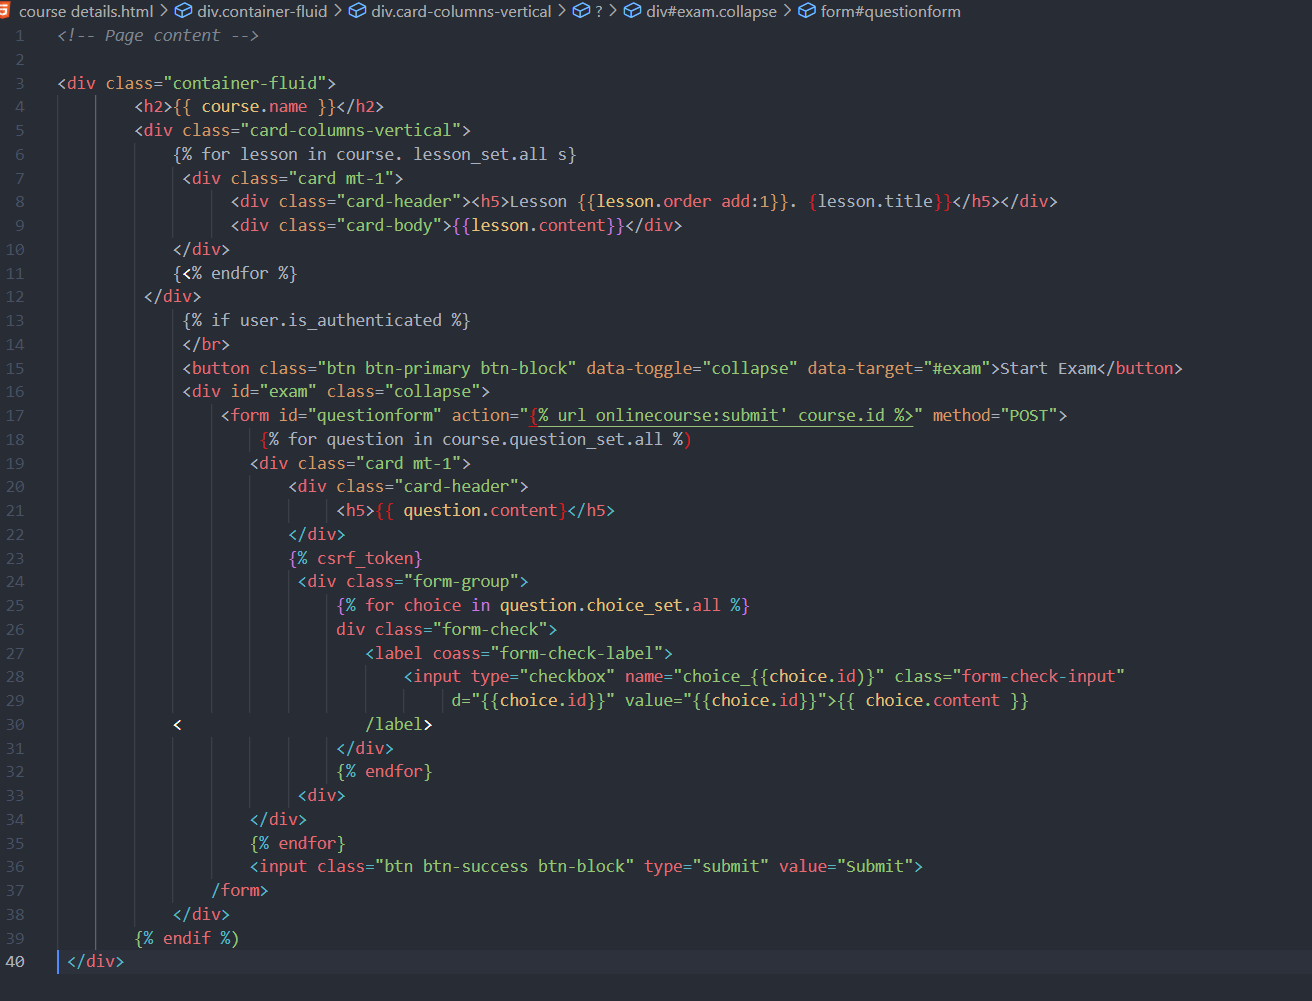 course details.html > div.container-fluid > div.card-columns-vertical > ? > div#exam.collapse > form#questionform
1 <!-- Page content -->
2
3 <div class="container-fluid">
4 <h2>{{ course.name }}</h2>
5 <div class="card-columns-vertical">
6 {% for lesson in course. lesson_set.all s}
7 <div class="card mt-1">
8 <div class="card-header"><h5>Lesson {{lesson.order add:1}}. {lesson.title}}</h5></div>
9 <div class="card-body">{{lesson.content}}</div>
10 </div>
11 {<% endfor %}
12 </div>
13 {% if user.is_authenticated %}
14 </br>
15 <button class="btn btn-primary btn-block" data-toggle="collapse" data-target="#exam">Start Exam</button>
16 <div id="exam" class="collapse">
17 <form id="questionform" action="{% url onlinecourse:submit' course.id %>" method="POST">
18 {% for question in course.question_set.all %)
19 <div class="card mt-1">
20 <div class="card-header">
21 <h5>{{ question.content}</h5>
22 </div>
23 {% csrf_token}
24 <div class="form-group">
25 {% for choice in question.choice_set.all %}
26 div class="form-check">
27 <label coass="form-check-label">
28 <input type="checkbox" name="choice_{{choice.id)}" class="form-check-input"
29 d="{{choice.id}}" value="{{choice.id}}">{{ choice.content }}
30 < /label>
31 </div>
32 {% endfor}
33 <div>
34 </div>
35 {% endfor}
36 <input class="btn btn-success btn-block" type="submit" value="Submit">
37 /form>
38 </div>
39 {% endif %)
40 </div>